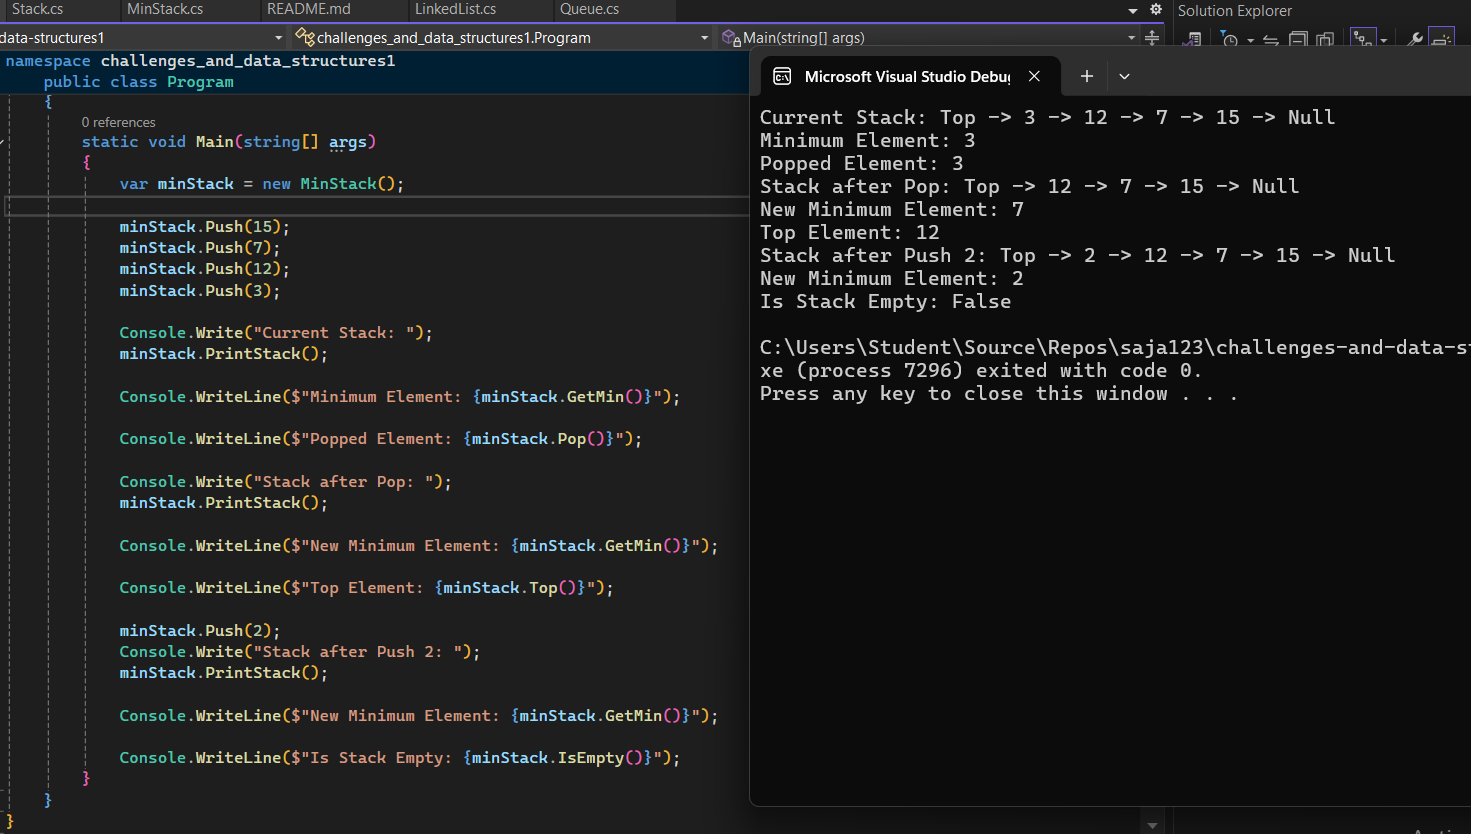 Stack.cs MinStack.cs README.md LinkedList.cs Queue.cs
data-structures1 challenges_and_data_structures1.Program Main(string[] args)
namespace challenges_and_data_structures1
public class Program
{
0 references
static void Main(string[] args)
{
var minStack = new MinStack();
minStack.Push(15);
minStack.Push(7);
minStack.Push(12);
minStack.Push(3);
Console.Write("Current Stack: ");
minStack.PrintStack();
Console.WriteLine($"Minimum Element: {minStack.GetMin()}");
Console.WriteLine($"Popped Element: {minStack.Pop()}");
Console.Write("Stack after Pop: ");
minStack.PrintStack();
Console.WriteLine($"New Minimum Element: {minStack.GetMin()}");
Console.WriteLine($"Top Element: {minStack.Top()}");
minStack.Push(2);
Console.Write("Stack after Push 2: ");
minStack.PrintStack();
Console.WriteLine($"New Minimum Element: {minStack.GetMin()}");
Console.WriteLine($"Is Stack Empty: {minStack.IsEmpty()}");
}
}
}
Solution Explorer
Microsoft Visual Studio Debu
Current Stack: Top -> 3 -> 12 -> 7 -> 15 -> Null
Minimum Element: 3
Popped Element: 3
Stack after Pop: Top -> 12 -> 7 -> 15 -> Null
New Minimum Element: 7
Top Element: 12
Stack after Push 2: Top -> 2 -> 12 -> 7 -> 15 -> Null
New Minimum Element: 2
Is Stack Empty: False
C:\Users\Student\Source\Repos\saja123\challenges-and-data-s
xe (process 7296) exited with code 0.
Press any key to close this window . . .